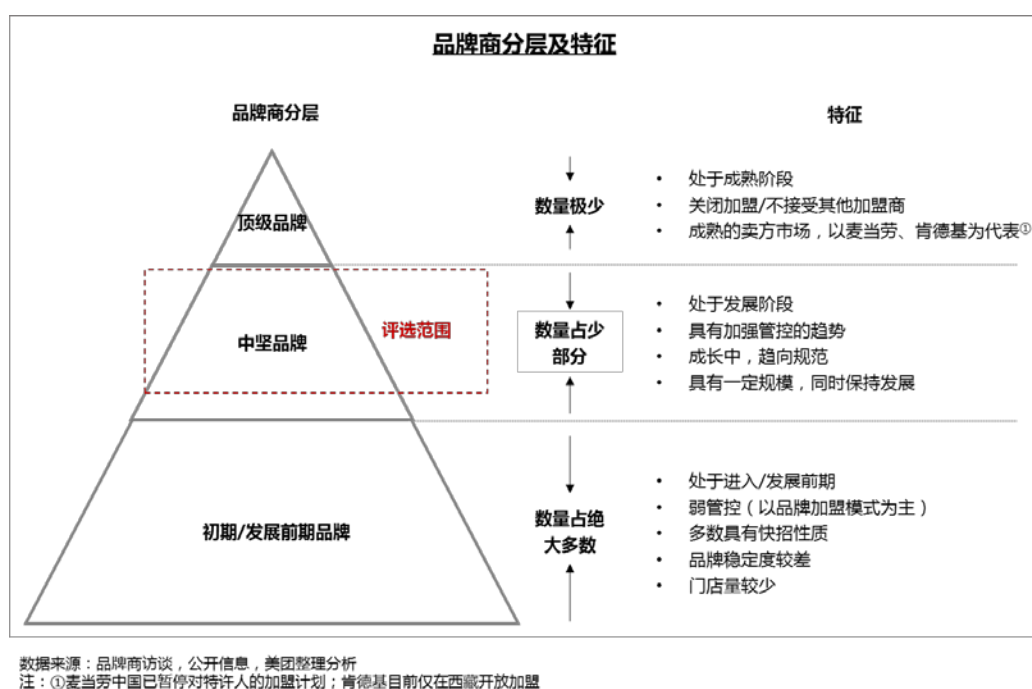 品牌商分层及特征
品牌商分层
特征
顶级品牌
数量极少
• 处于成熟阶段
• 关闭加盟/不接受其他加盟商
• 成熟的卖方市场，以麦当劳、肯德基为代表①
中坚品牌
评选范围
数量占少
部分
• 处于发展阶段
• 具有加强管控的趋势
• 成长中，趋向规范
• 具有一定规模，同时保持发展
初期/发展前期品牌
数量占绝
大多数
• 处于进入/发展前期
• 弱管控（以品牌加盟模式为主）
• 多数具有快招性质
• 品牌稳定度较差
• 门店量较少
数据来源：品牌商访谈，公开信息，美团整理分析
注：①麦当劳中国已暂停对特许人的加盟计划；肯德基目前仅在西藏开放加盟